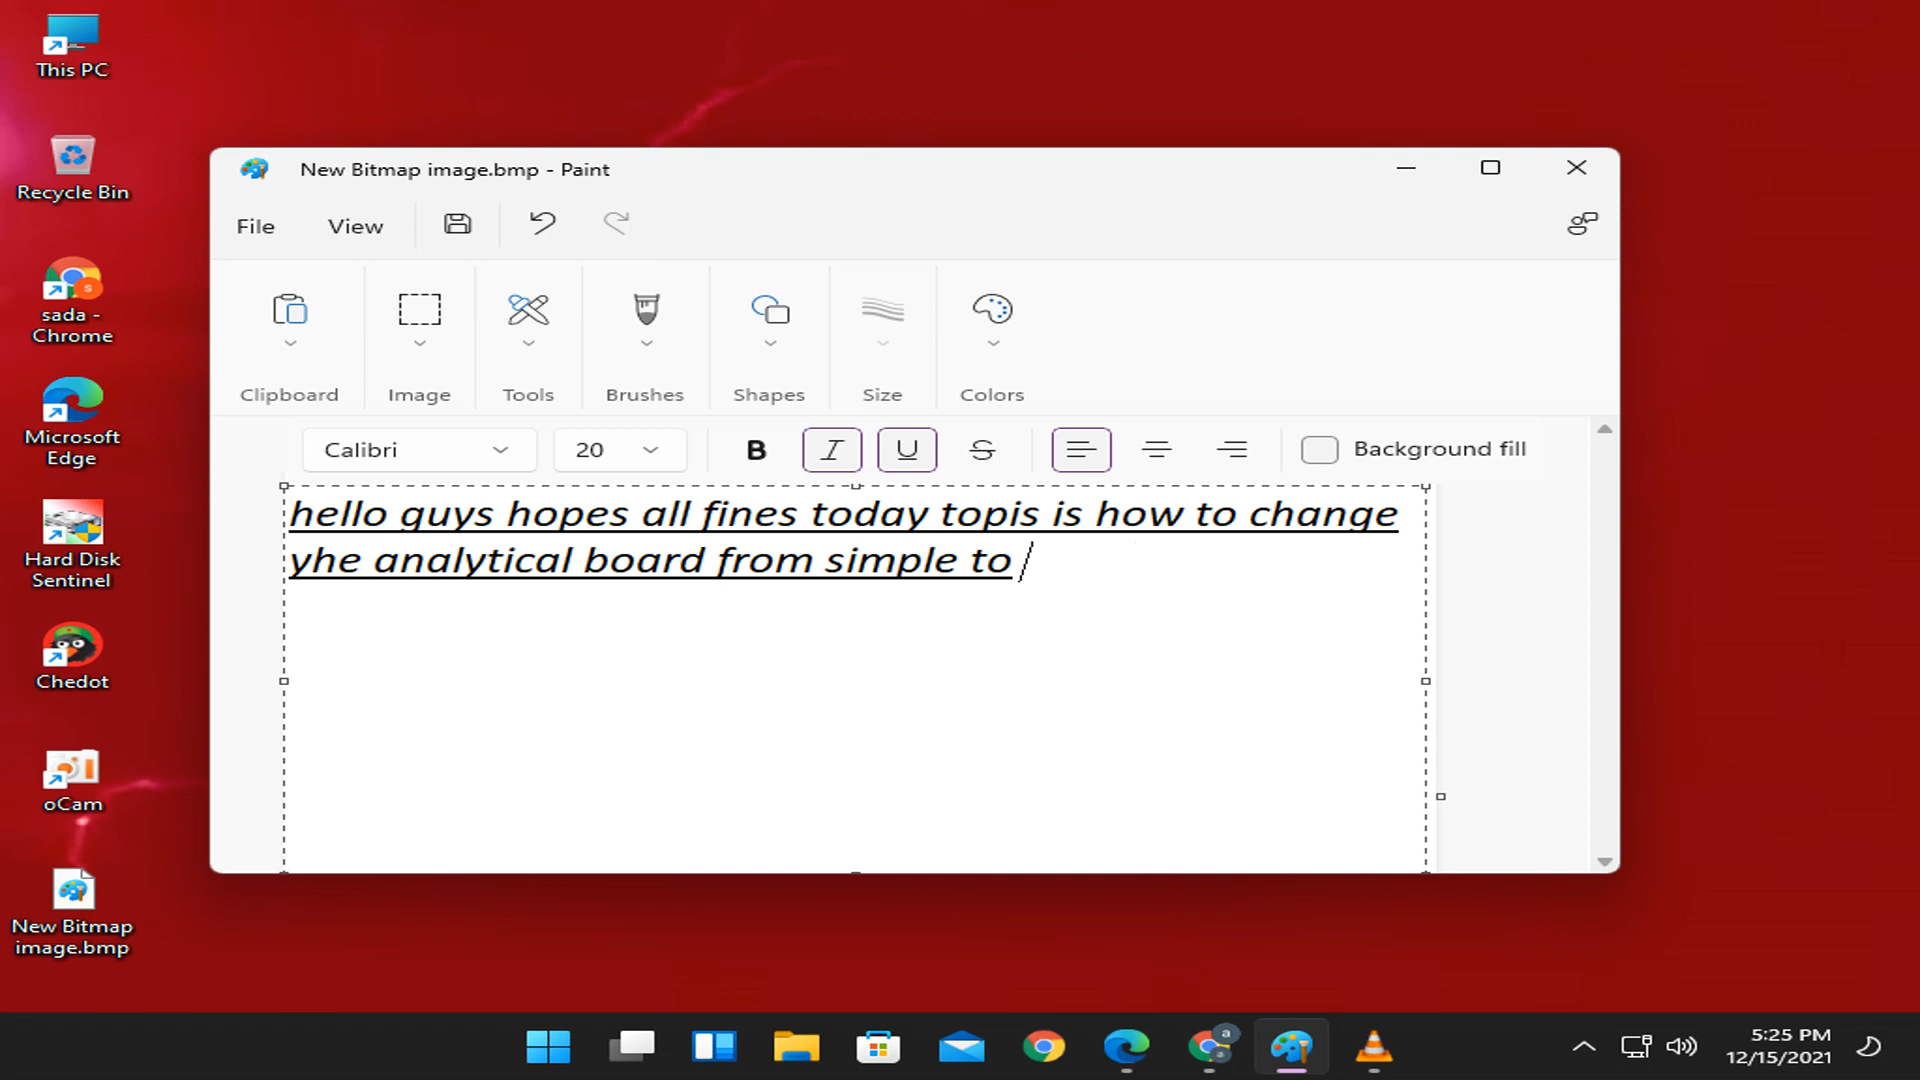 This PC
Recycle Bin
sada -
Chrome
Microsoft
Edge
Hard Disk
Sentinel
Chedot
oCam
New Bitmap
image.bmp
New Bitmap image.bmp - Paint
File View
Clipboard Image Tools Brushes Shapes Size Colors
Calibri 20 B I U S Background fill
hello guys hopes all fines today topis is how to change
yhe analytical board from simple to
5:25 PM
12/15/2021